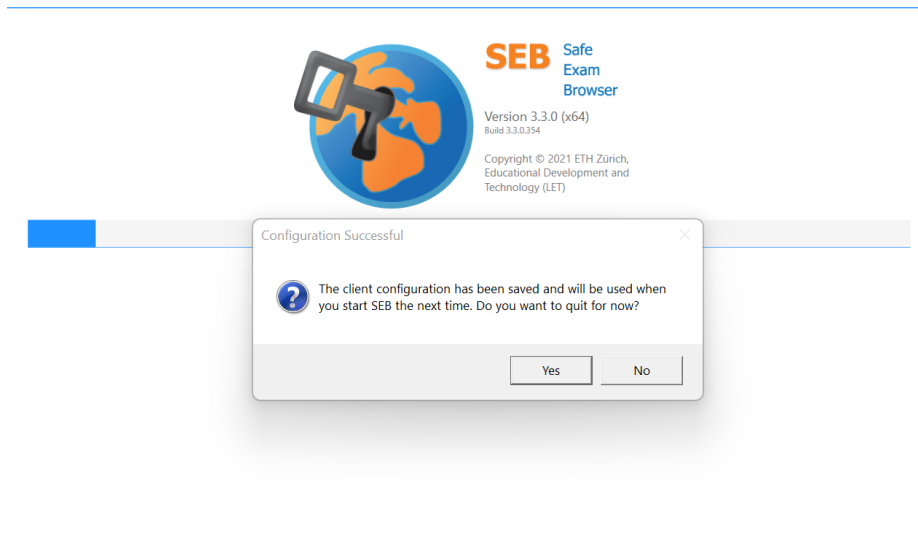 SEB Safe
Exam
Browser
Version 3.3.0 (x64)
Build 3.3.0.354
Copyright © 2021 ETH Zürich,
Educational Development and
Technology (LET)
Configuration Successful
The client configuration has been saved and will be used when
you start SEB the next time. Do you want to quit for now?
Yes No